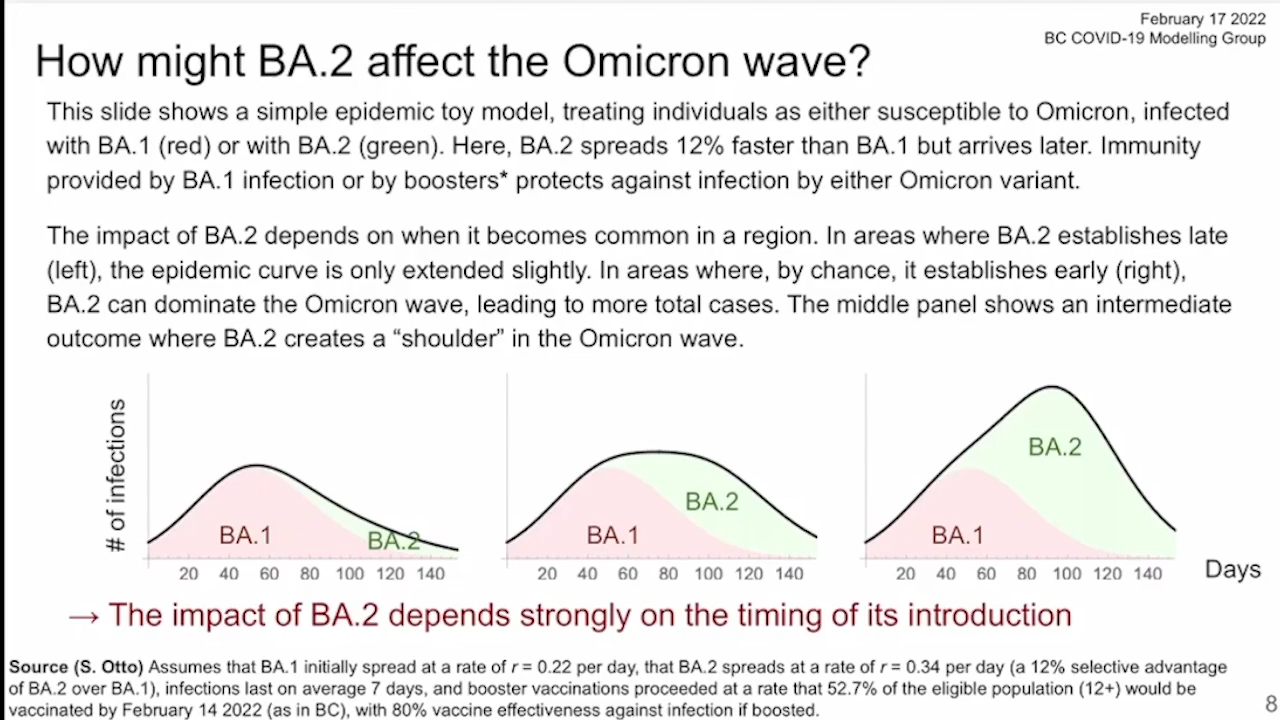 February 17 2022
BC COVID-19 Modelling Group
How might BA.2 affect the Omicron wave?
This slide shows a simple epidemic toy model, treating individuals as either susceptible to Omicron, infected
with BA.1 (red) or with BA.2 (green). Here, BA.2 spreads 12% faster than BA.1 but arrives later. Immunity
provided by BA.1 infection or by boosters* protects against infection by either Omicron variant.
The impact of BA.2 depends on when it becomes common in a region. In areas where BA.2 establishes late
(left), the epidemic curve is only extended slightly. In areas where, by chance, it establishes early (right),
BA.2 can dominate the Omicron wave, leading to more total cases. The middle panel shows an intermediate
outcome where BA.2 creates a “shoulder” in the Omicron wave.
# of infections
BA.1
BA.2
20 40 60 80 100 120 140
BA.1
BA.2
20 40 60 80 100 120 140
BA.1
BA.2
20 40 60 80 100 120 140
Days
→ The impact of BA.2 depends strongly on the timing of its introduction
Source (S. Otto) Assumes that BA.1 initially spread at a rate of r = 0.22 per day, that BA.2 spreads at a rate of r = 0.34 per day (a 12% selective advantage
of BA.2 over BA.1), infections last on average 7 days, and booster vaccinations proceeded at a rate that 52.7% of the eligible population (12+) would be
vaccinated by February 14 2022 (as in BC), with 80% vaccine effectiveness against infection if boosted.
8